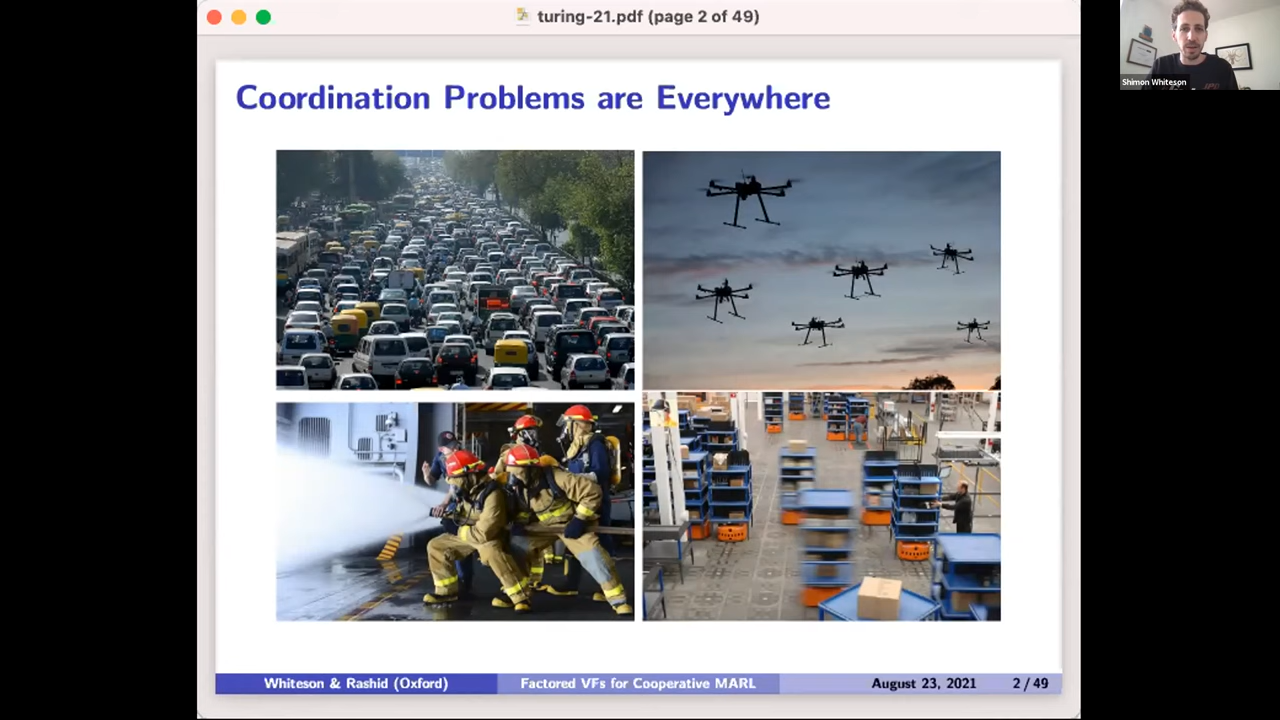 turing-21.pdf (page 2 of 49)
Shimon Whiteson
Coordination Problems are Everywhere
Whiteson & Rashid (Oxford)
Factored VFs for Cooperative MARL
August 23, 2021
2 / 49